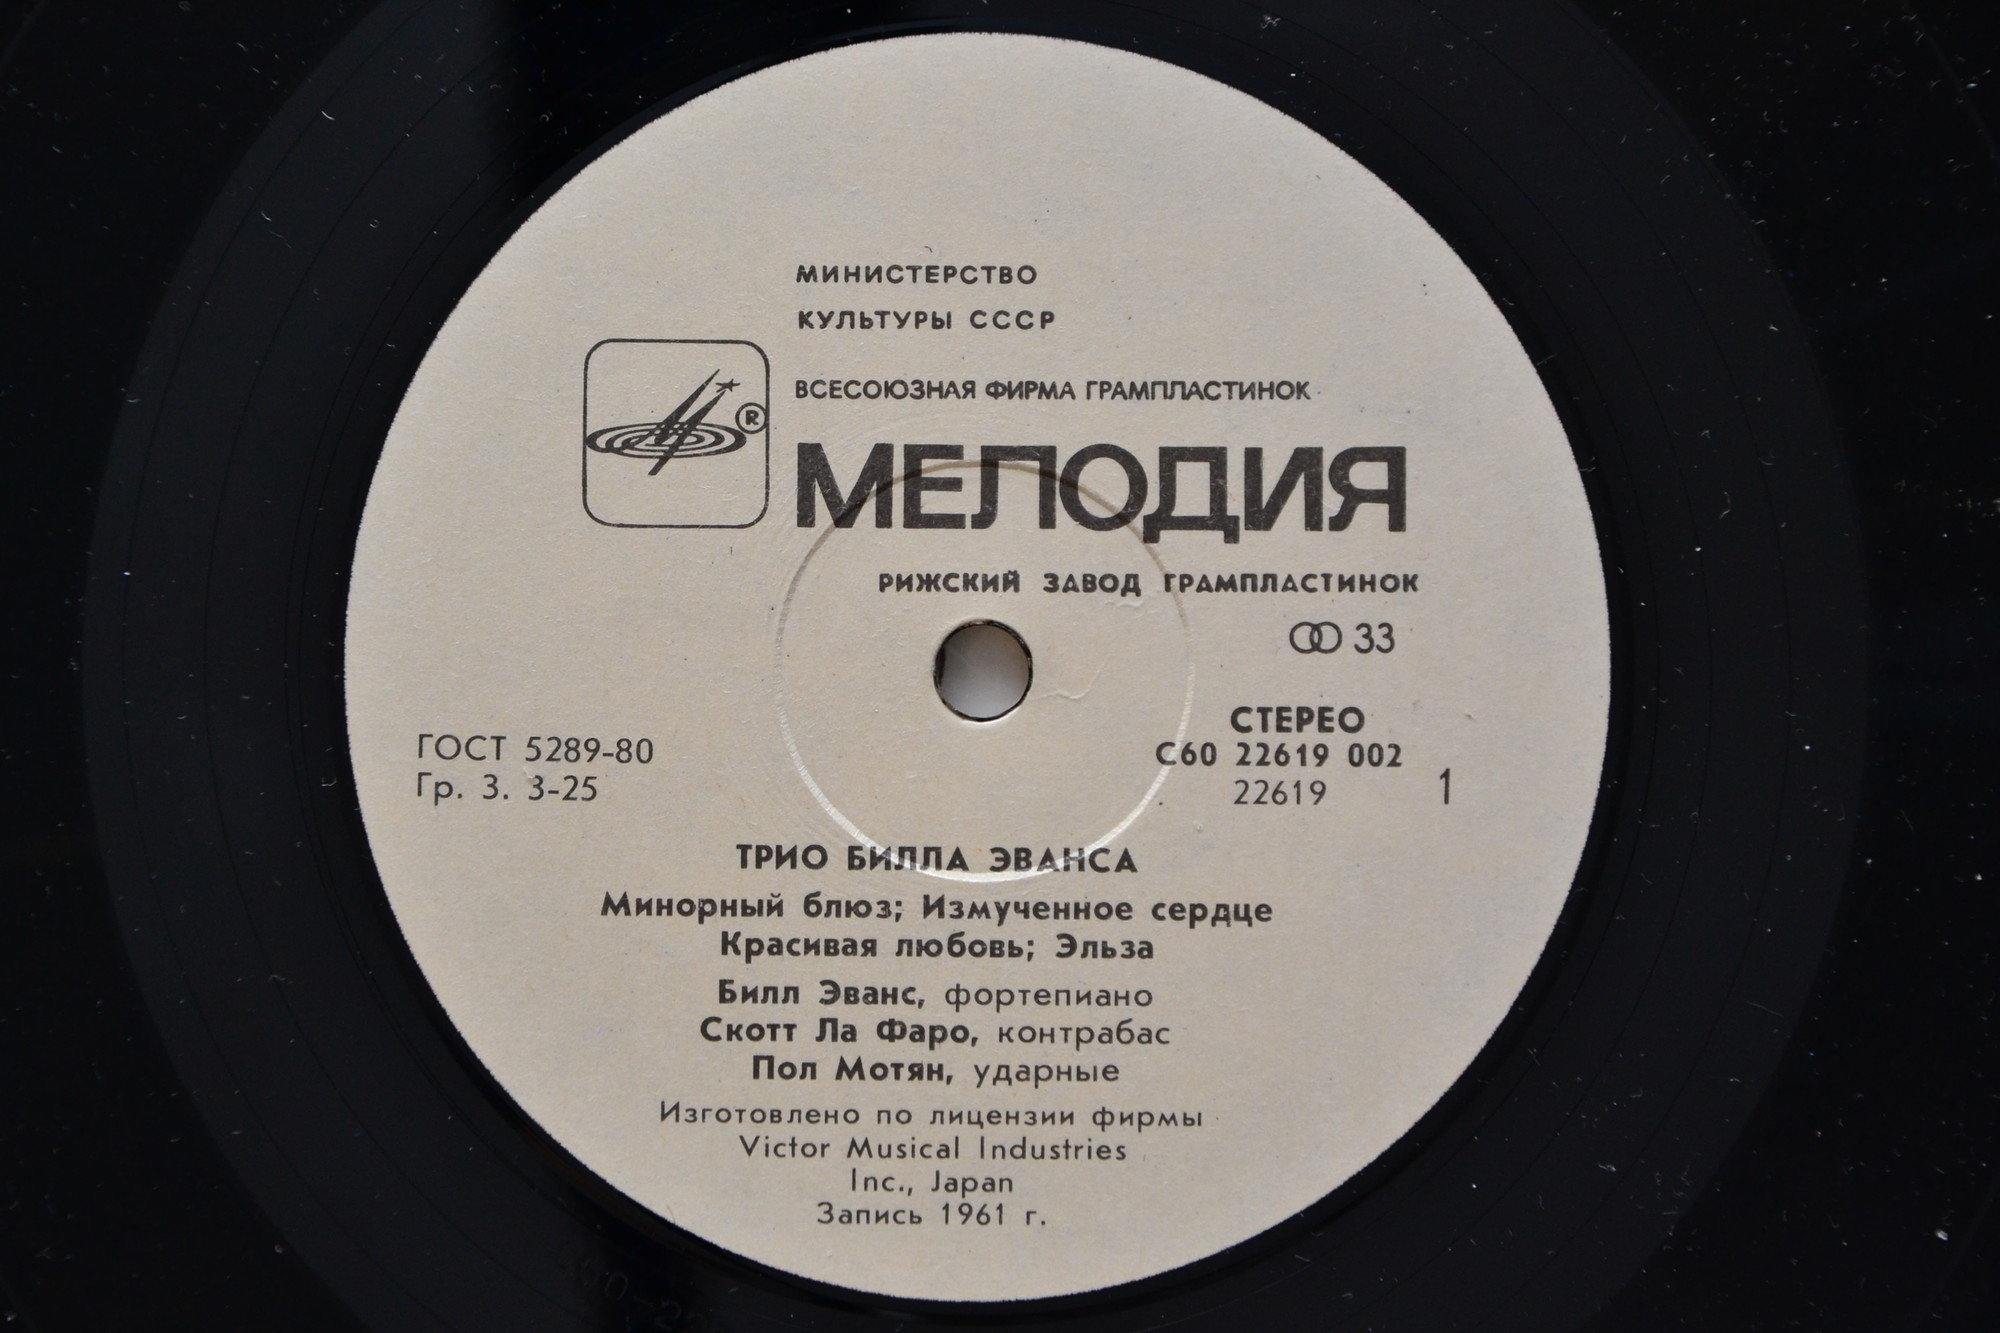 МИНИСТЕРСТВО
КУЛЬТУРЫ СССР
ВСЕСОЮЗНАЯ ФИРМА ГРАМПЛАСТИНОК
®
МЕЛОДИЯ
РИЖСКИЙ ЗАВОД ГРАМПЛАСТИНОК
33
СТЕРЕО
ГОСТ 5289-80
С60 22619 002
Гр. 3. 3-25
22619 1
ТРИО БИЛЛА ЭВАНСА
Минорный блюз; Измученное сердце
Красивая любовь; Эльза
Билл Эванс, фортепиано
Скотт Ла Фаро, контрабас
Пол Мотян, ударные
Изготовлено по лицензии фирмы
Victor Musical Industries
Inc., Japan
Запись 1961 г.